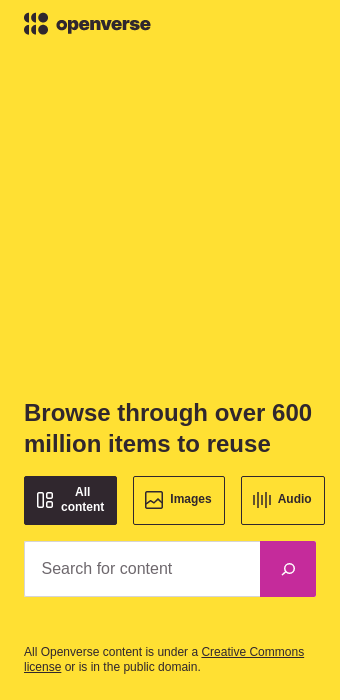 openverse
Browse through over 600
million items to reuse
All
content
Images
Audio
Search for content
All Openverse content is under a Creative Commons
license or is in the public domain.